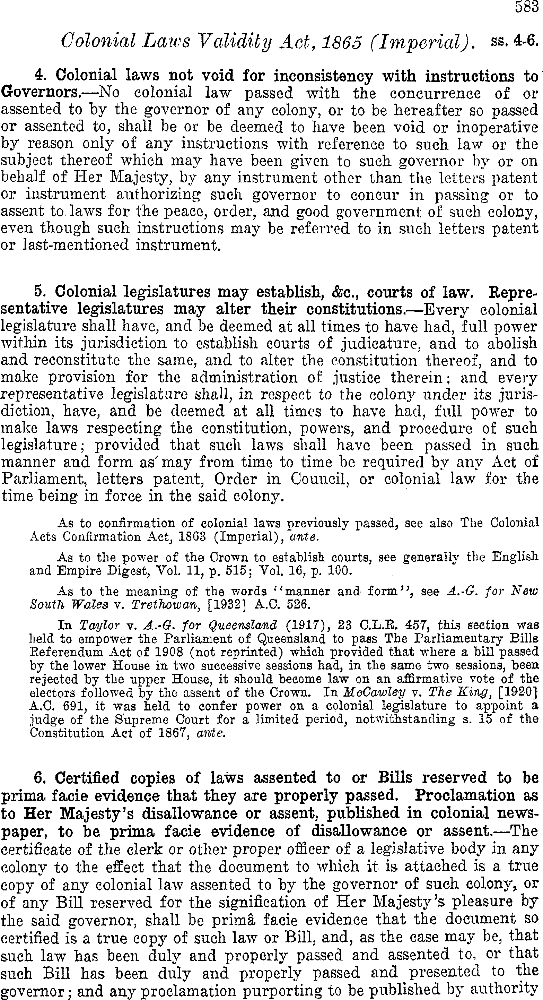 583
Colonial Laws Validity Act, 1865 (Imperial). ss. 4-6.
4. Colonial laws not void for inconsistency with instructions to
Governors.—No colonial law passed with the concurrence of or
assented to by the governor of any colony, or to be hereafter so passed
or assented to, shall be or be deemed to have been void or inoperative
by reason only of any instructions with reference to such law or the
subject thereof which may have been given to such governor by or on
behalf of Her Majesty, by any instrument other than the letters patent
or instrument authorizing such governor to concur in passing or to
assent to laws for the peace, order, and good government of such colony,
even though such instructions may be referred to in such letters patent
or last-mentioned instrument.
5. Colonial legislatures may establish, &c., courts of law. Repre-
sentative legislatures may alter their constitutions.—Every colonial
legislature shall have, and be deemed at all times to have had, full power
within its jurisdiction to establish courts of judicature, and to abolish
and reconstitute the same, and to alter the constitution thereof, and to
make provision for the administration of justice therein; and every
representative legislature shall, in respect to the colony under its juris-
diction, have, and be deemed at all times to have had, full power to
make laws respecting the constitution, powers, and procedure of such
legislature; provided that such laws shall have been passed in such
manner and form as may from time to time be required by any Act of
Parliament, letters patent, Order in Council, or colonial law for the
time being in force in the said colony.
As to confirmation of colonial laws previously passed, see also The Colonial
Acts Confirmation Act, 1863 (Imperial), ante.
As to the power of the Crown to establish courts, see generally the English
and Empire Digest, Vol. 11, p. 515; Vol. 16, p. 100.
As to the meaning of the words ‘‘manner and form’’, see A.-G. for New
South Wales v. Trethowan, [1932] A.C. 526.
In Taylor v. A.-G. for Queensland (1917), 23 C.L.R. 457, this section was
held to empower the Parliament of Queensland to pass The Parliamentary Bills
Referendum Act of 1908 (not reprinted) which provided that where a bill passed
by the lower House in two successive sessions had, in the same two sessions, been
rejected by the upper House, it should become law on an affirmative vote of the
electors followed by the assent of the Crown. In McCawley v. The King, [1920]
A.C. 691, it was held to confer power on a colonial legislature to appoint a
judge of the Supreme Court for a limited period, notwithstanding s. 15 of the
Constitution Act of 1867, ante.
6. Certified copies of laws assented to or Bills reserved to be
prima facie evidence that they are properly passed. Proclamation as
to Her Majesty's disallowance or assent, published in colonial news-
paper, to be prima facie evidence of disallowance or assent.—The
certificate of the clerk or other proper officer of a legislative body in any
colony to the effect that the document to which it is attached is a true
copy of any colonial law assented to by the governor of such colony, or
of any Bill reserved for the signification of Her Majesty's pleasure by
the said governor, shall be primâ facie evidence that the document so
certified is a true copy of such law or Bill, and, as the case may be, that
such law has been duly and properly passed and assented to, or that
such Bill has been duly and properly passed and presented to the
governor; and any proclamation purporting to be published by authority